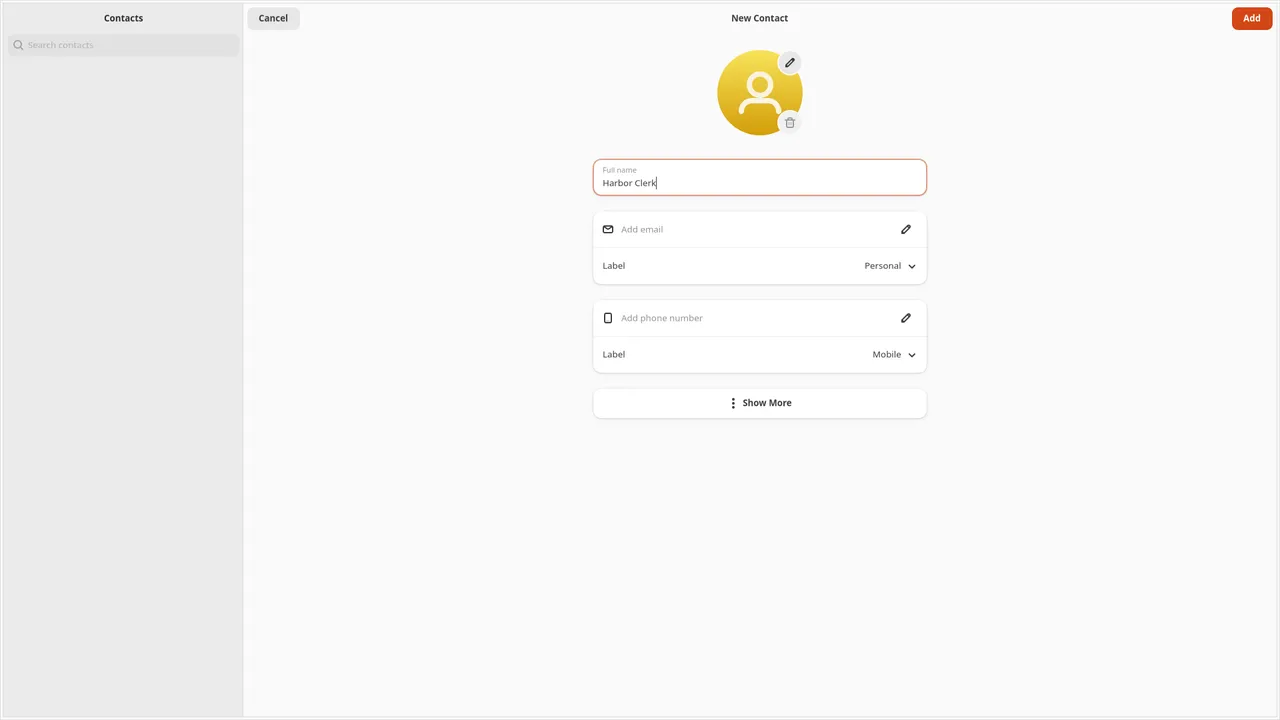 Contacts
Search contacts
Cancel
New Contact
Add
Full name
Harbor Clerk
Add email
Label
Personal
Add phone number
Label
Mobile
Show More